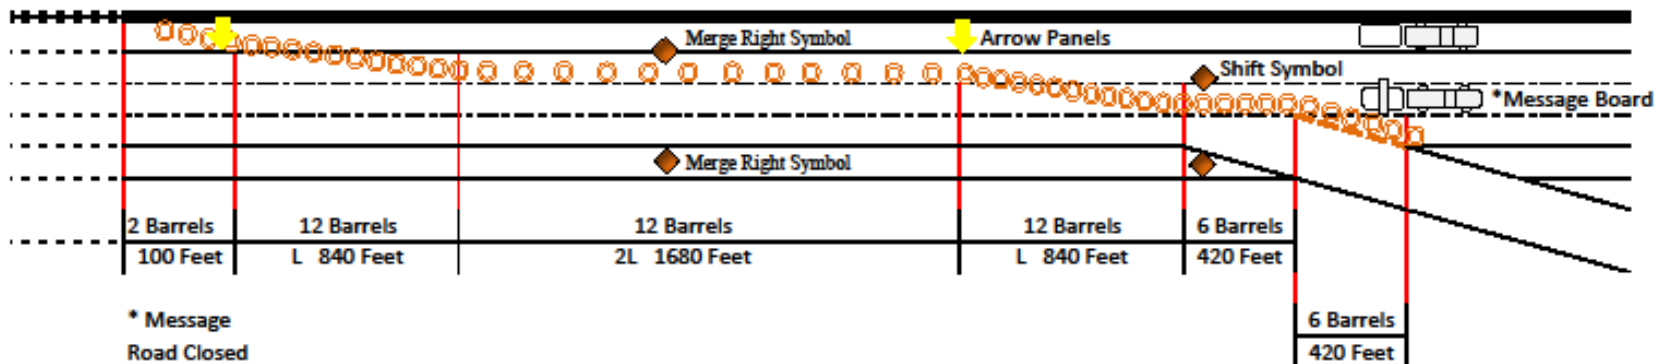 Merge Right Symbol
Arrow Panels
Shift Symbol
*Message Board
Merge Right Symbol
2 Barrels 12 Barrels 12 Barrels 12 Barrels 6 Barrels
100 Feet L 840 Feet 2L 1680 Feet L 840 Feet 420 Feet
* Message
Road Closed
6 Barrels
420 Feet